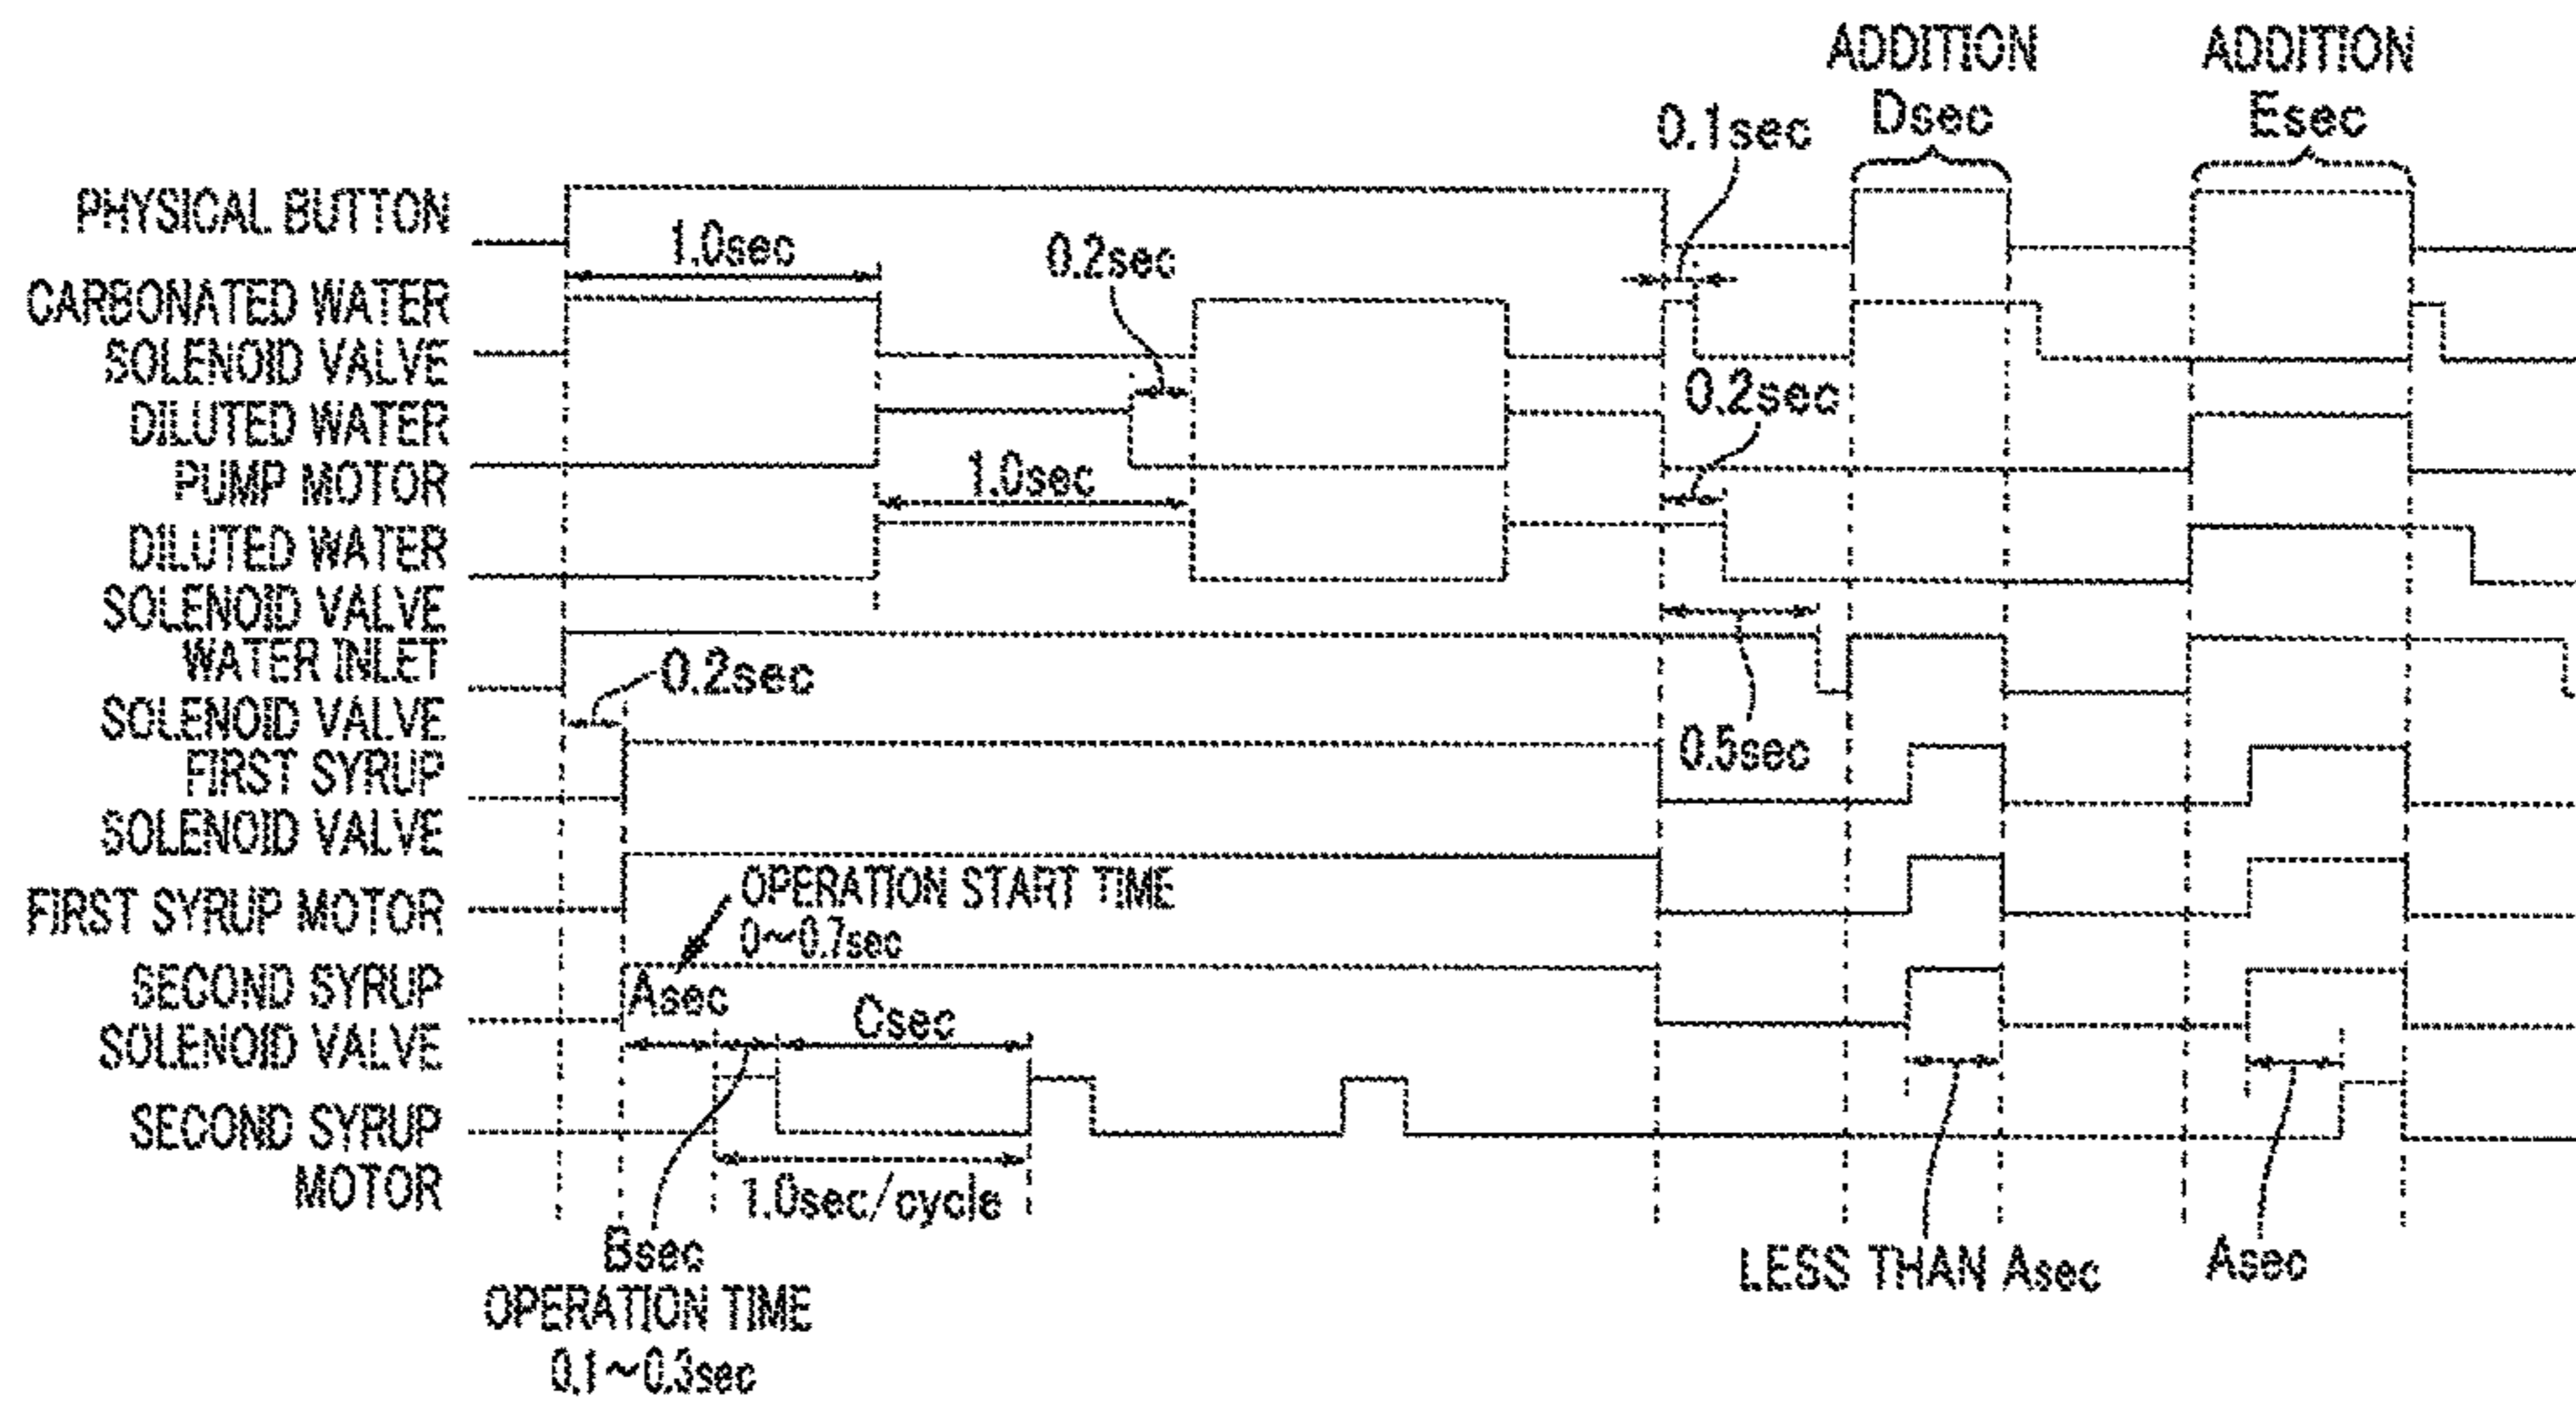 ADDITION
Dsec
ADDITION
Esec
0.1sec
PHYSICAL BUTTON
1.0sec
0.2sec
CARBONATED WATER
SOLENOID VALVE
0.2sec
DILUTED WATER
PUMP MOTOR
1.0sec
DILUTED WATER
SOLENOID VALVE
WATER INLET
SOLENOID VALVE
0.2sec
0.5sec
FIRST SYRUP
SOLENOID VALVE
FIRST SYRUP MOTOR
OPERATION START TIME
0~0.7sec
SECOND SYRUP
SOLENOID VALVE
Asec
Csec
SECOND SYRUP
MOTOR
1.0sec/cycle
Bsec
OPERATION TIME
0.1~0.3sec
LESS THAN Asec
Asec